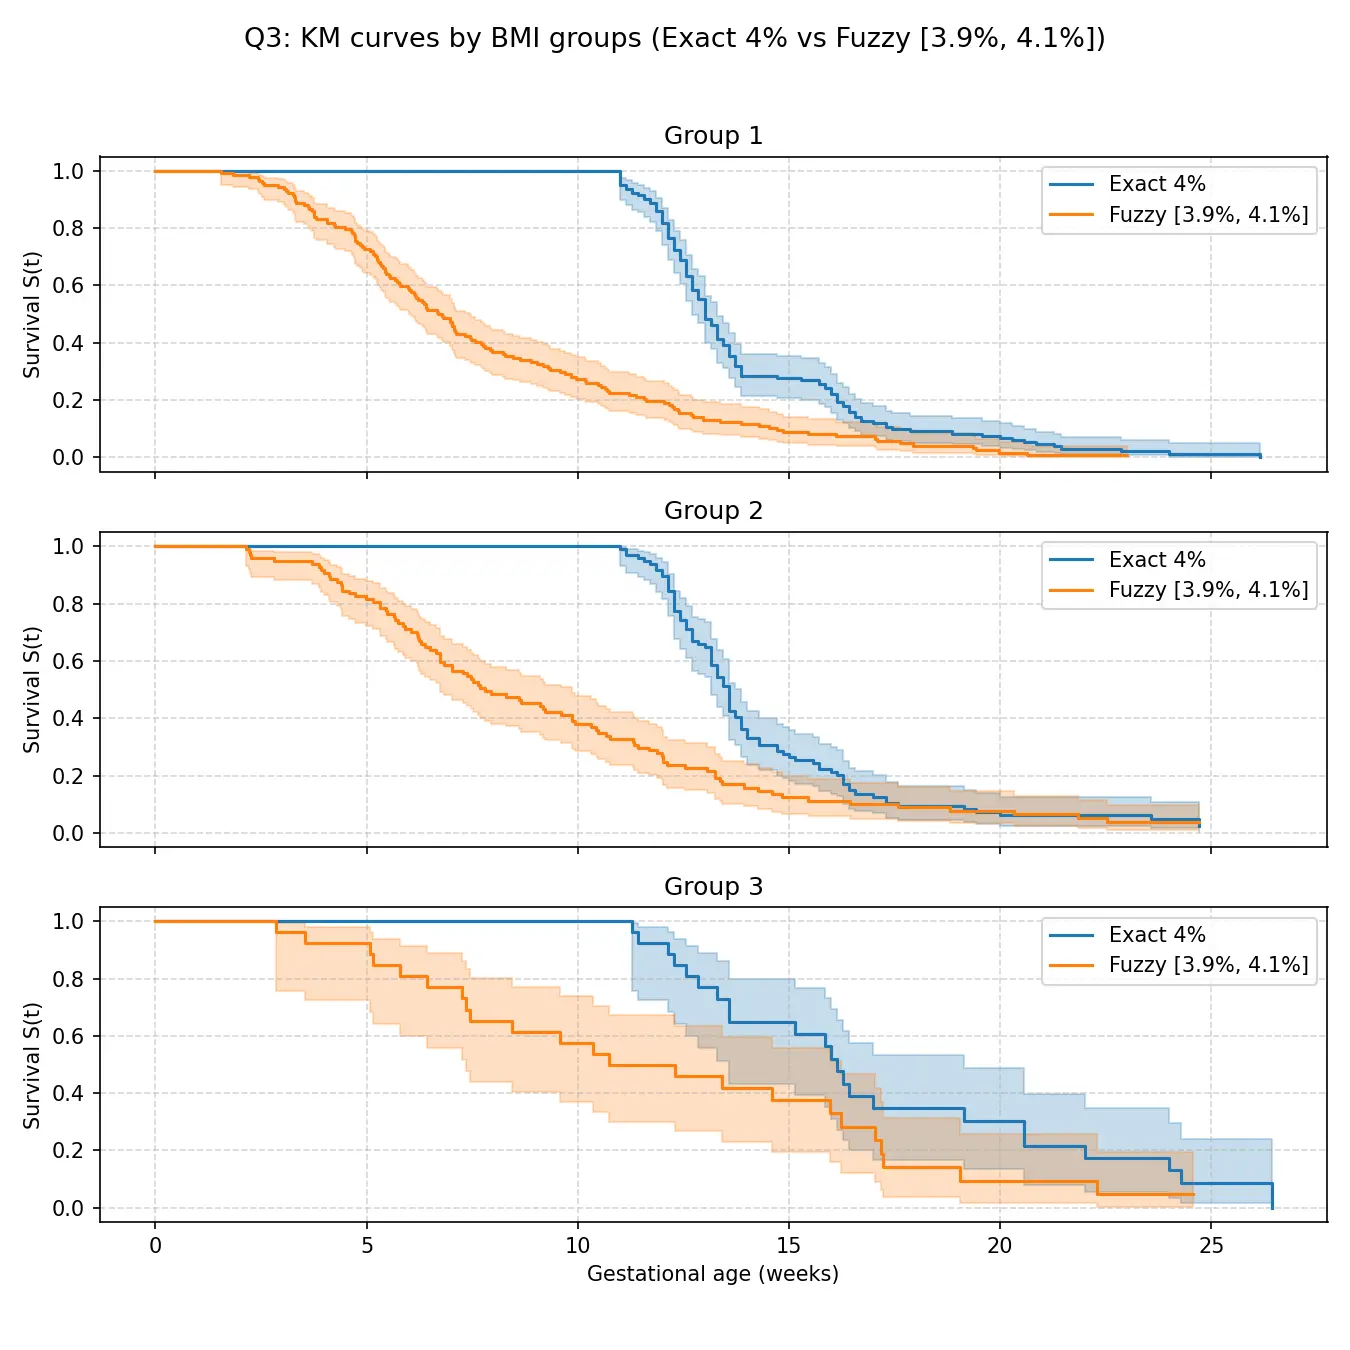 Q3: KM curves by BMI groups (Exact 4% vs Fuzzy [3.9%, 4.1%])
Group 1
Survival S(t)
1.0
0.8
0.6
0.4
0.2
0.0
Exact 4%
Fuzzy [3.9%, 4.1%]
Group 2
Survival S(t)
1.0
0.8
0.6
0.4
0.2
0.0
Exact 4%
Fuzzy [3.9%, 4.1%]
Group 3
Survival S(t)
1.0
0.8
0.6
0.4
0.2
0.0
Exact 4%
Fuzzy [3.9%, 4.1%]
0 5 10 15 20 25
Gestational age (weeks)